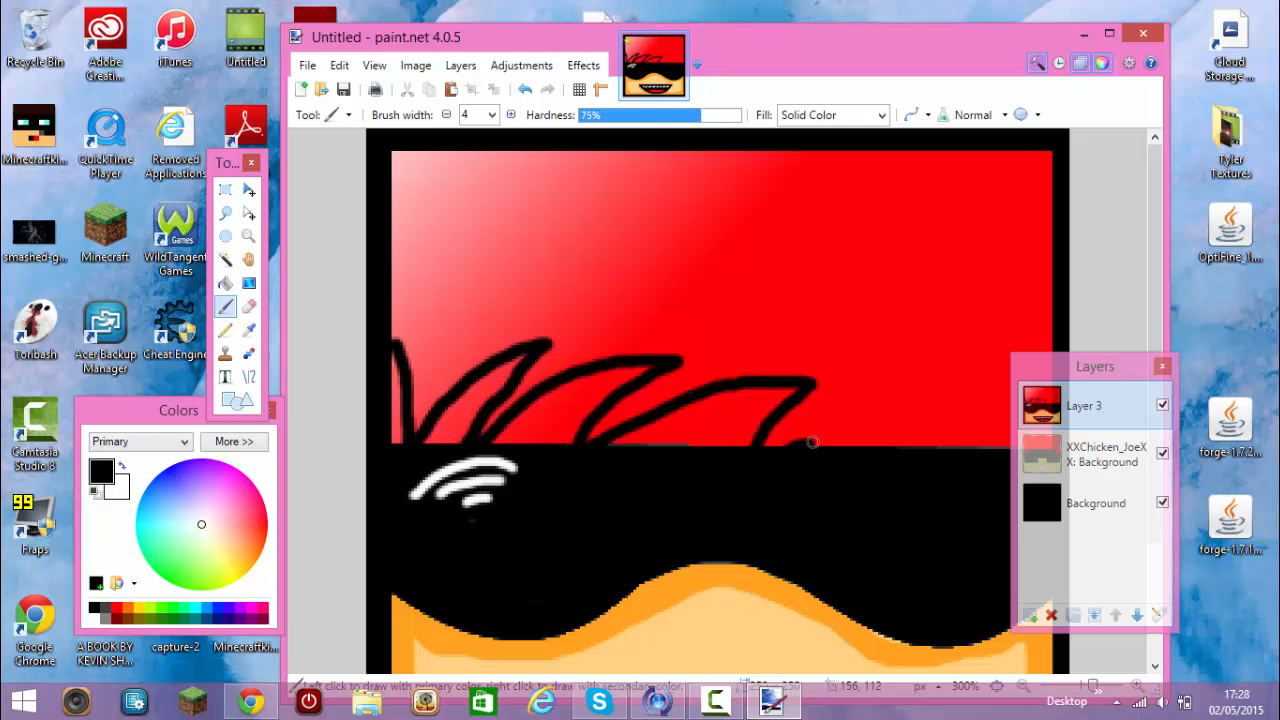 Recycle Bin
Adobe Creati...
iTunes
Untitled
Untitled - paint.net 4.0.5
File Edit View Image Layers Adjustments Effects
Tool: Brush width: 4 Hardness: 75% Fill: Solid Color Normal
Cloud Storage ...
Minecraftki...
QuickTime Player
Removed Applications
To...
Tyler Textures
smashed-g...
Minecraft
WildTangent Games
OptiFine_1...
Toribash
Acer Backup Manager
Cheat Engine
Layers
Layer 3
XXChicken_JoeX
X: Background
Background
Colors
Primary
More >>
Camtasia Studio 8
forge-1.7.2...
99
Fraps
forge-1.7.1...
Google Chrome
A BOOK BY KEVIN SH...
capture-2
Minecraftki...
Left click to draw with primary color, right click to draw with secondary color.
156, 112 px 300%
Desktop
17:28
02/05/2015